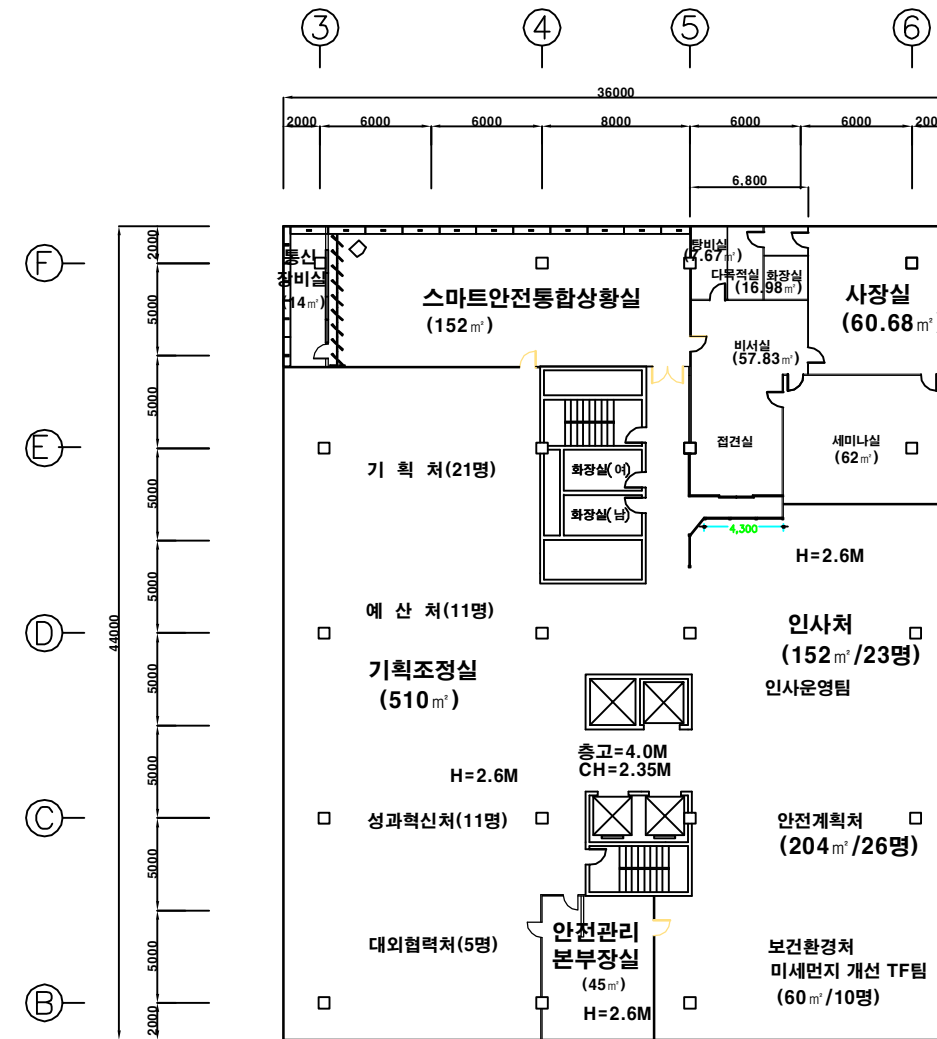 3 4 5 6
36000
2000 6000 6000 8000 6000 6000 200
6,800
F
E
D
C
B
44000
2000
5000
5000
5000
5000
5000
5000
5000
5000
2000
통신
장비실
(14㎡)
스마트안전통합상황실
(152㎡)
탕비실
(7.67㎡)
다목적실
(16.98㎡)
화장실
사장실
(60.68㎡)
비서실
(57.83㎡)
접견실
세미나실
(62㎡)
4,300
H=2.6M
기 획 처(21명)
화장실(여)
화장실(남)
예 산 처(11명)
기획조정실
(510㎡)
인사처
(152㎡/23명)
인사운영팀
층고=4.0M
CH=2.35M
H=2.6M
성과혁신처(11명)
안전계획처
(204㎡/26명)
대외협력처(5명)
안전관리
본부장실
(45㎡)
H=2.6M
보건환경처
미세먼지 개선 TF팀
(60㎡/10명)